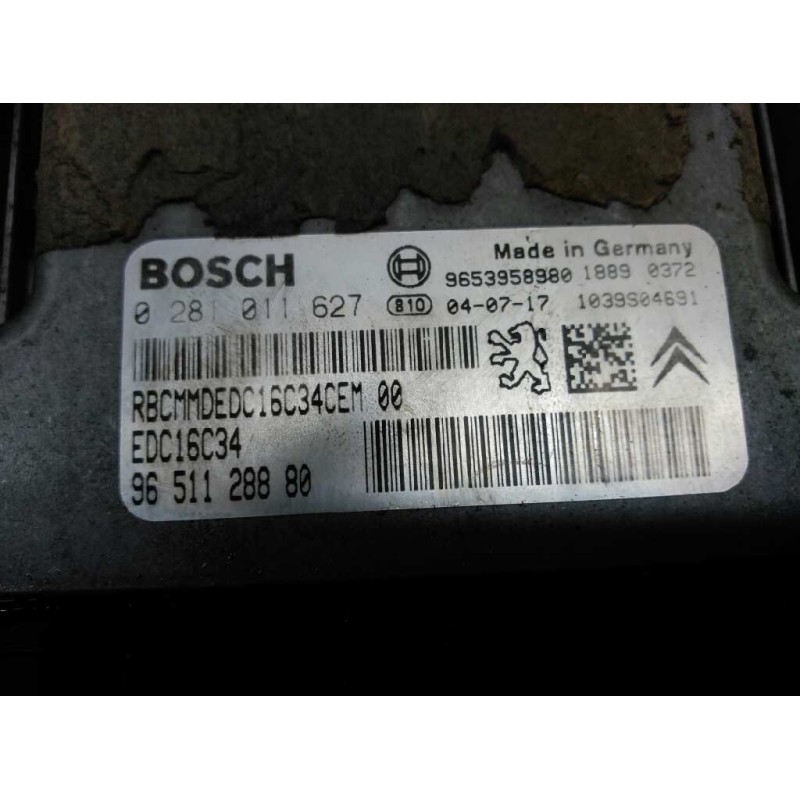 BOSCH
Made in Germany
9653958980 1889 0372
0 281 011 627 810 04-07-17 1039S04691
RBCMMDEDC16C34CEM 00
EDC16C34
96 511 288 80